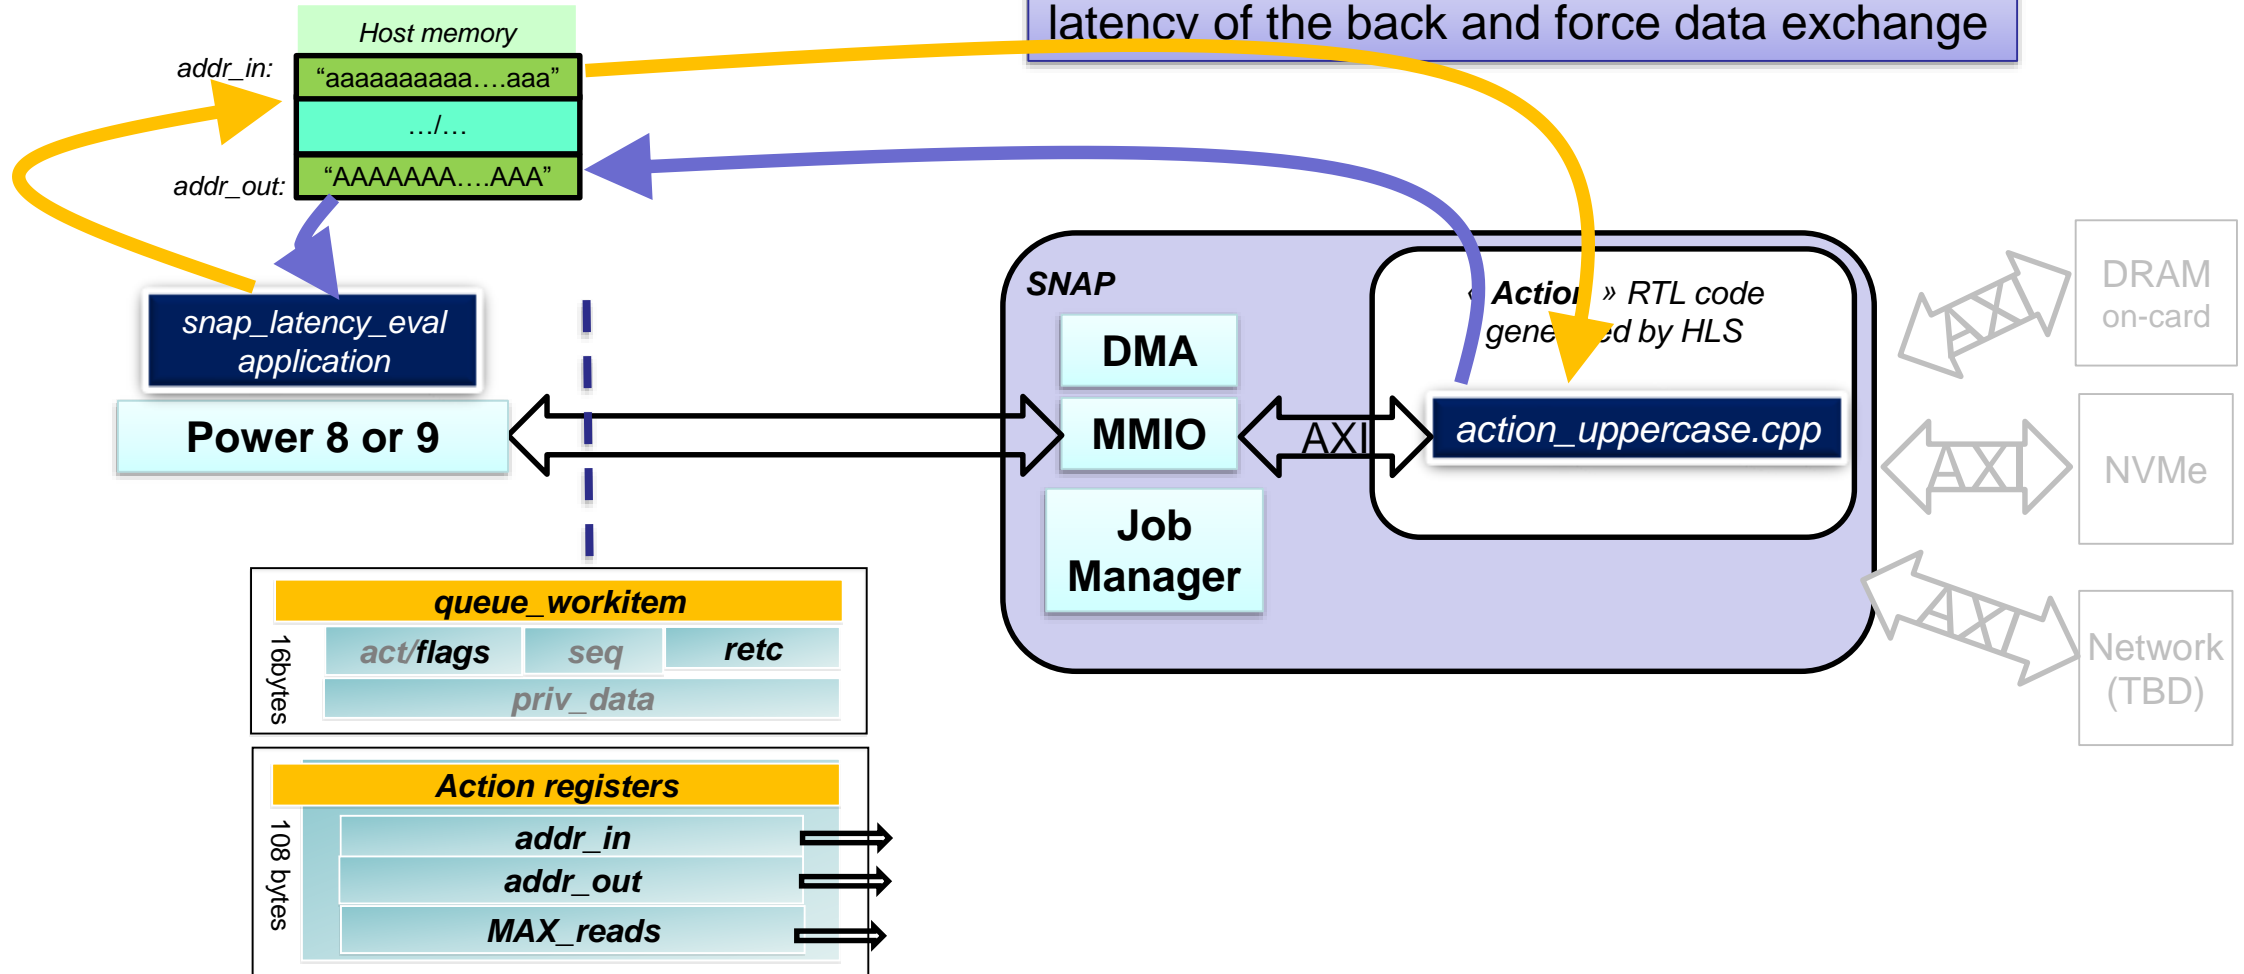 latency of the back and force data exchange
Host memory
addr_in:
“aaaaaaaaaa….aaa”
…/…
addr_out:
“AAAAAAA….AAA”
snap_latency_eval
application
Power 8 or 9
SNAP
DMA
MMIO
Job
Manager
AXI
« Action » RTL code
generated by HLS
action_uppercase.cpp
AXI
DRAM
on-card
AXI
NVMe
AXI
Network
(TBD)
queue_workitem
16bytes
act/flags
seq
retc
priv_data
Action registers
108 bytes
addr_in
addr_out
MAX_reads